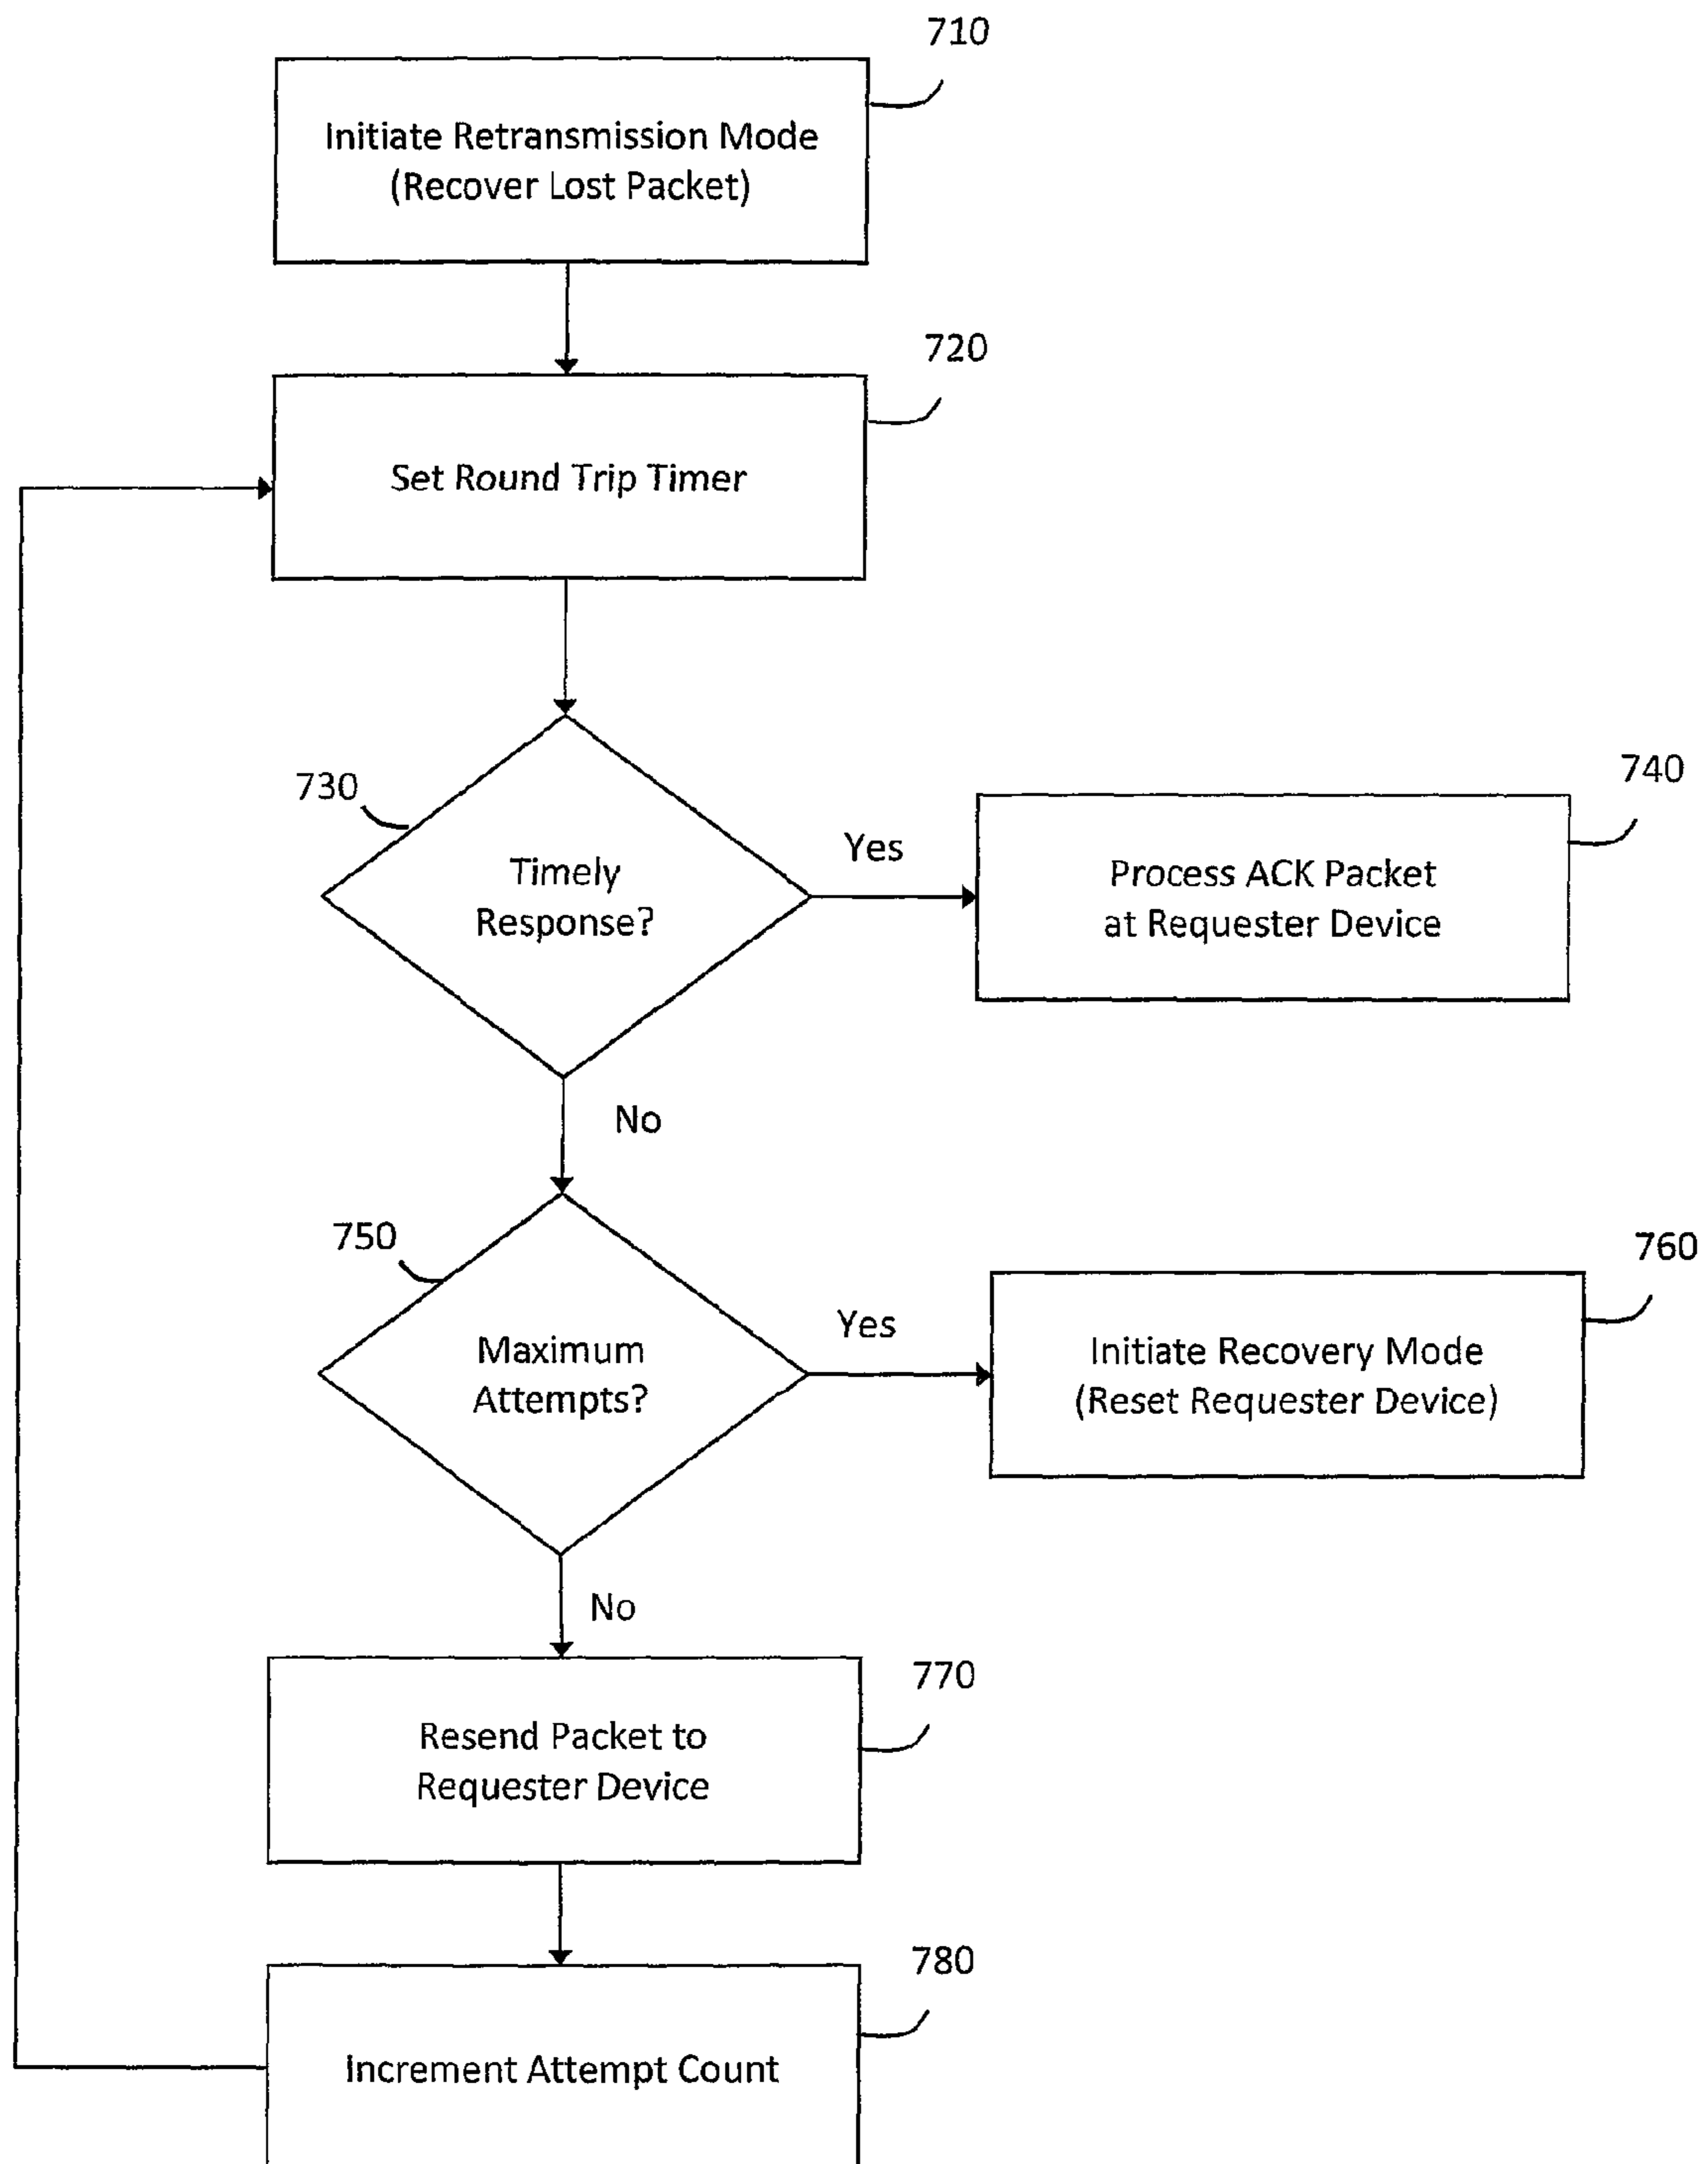 710
Initiate Retransmission Mode
(Recover Lost Packet)
720
Set Round Trip Timer
730
Timely
Response?
Yes
740
Process ACK Packet
at Requester Device
No
750
Maximum
Attempts?
Yes
760
Initiate Recovery Mode
(Reset Requester Device)
No
770
Resend Packet to
Requester Device
780
Increment Attempt Count